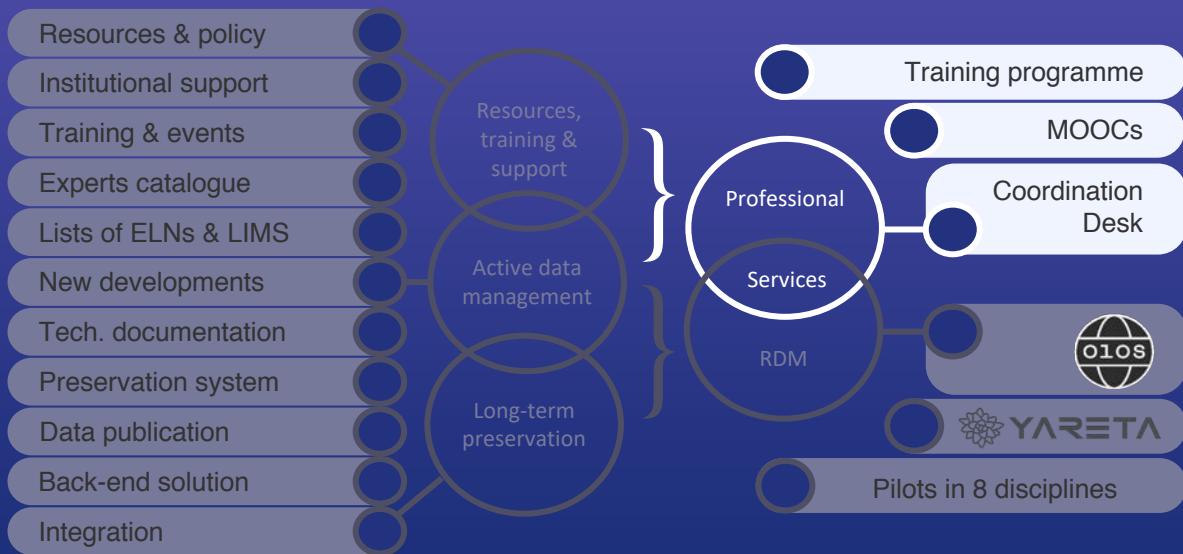 Resources & policy
Institutional support
Training & events
Experts catalogue
Lists of ELNs & LIMS
New developments
Tech. documentation
Preservation system
Data publication
Back-end solution
Integration
Resources,
training &
support
Active data
management
Long-term
preservation
Professional
Services
RDM
Training programme
MOOCs
Coordination
Desk
OLOS
YARETA
Pilots in 8 disciplines